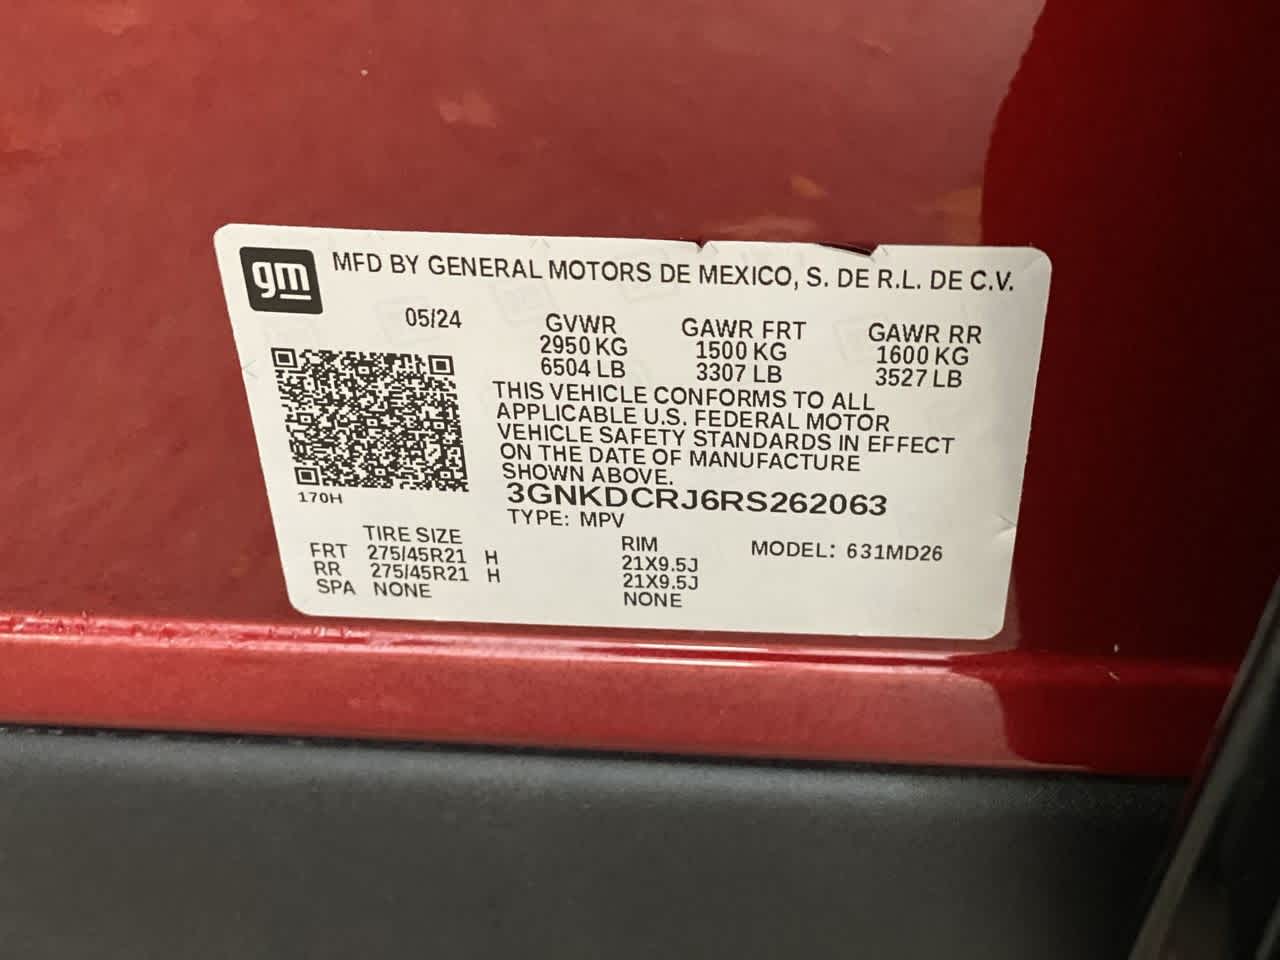 gm MFD BY GENERAL MOTORS DE MEXICO, S. DE R.L. DE C.V.
05/24 GVWR GAWR FRT GAWR RR
2950 KG 1500 KG 1600 KG
6504 LB 3307 LB 3527 LB
THIS VEHICLE CONFORMS TO ALL
APPLICABLE U.S. FEDERAL MOTOR
VEHICLE SAFETY STANDARDS IN EFFECT
ON THE DATE OF MANUFACTURE
SHOWN ABOVE.
170H
3GNKDCRJ6RS262063
TYPE: MPV
TIRE SIZE RIM MODEL: 631MD26
FRT 275/45R21 H 21X9.5J
RR 275/45R21 H 21X9.5J
SPA NONE NONE